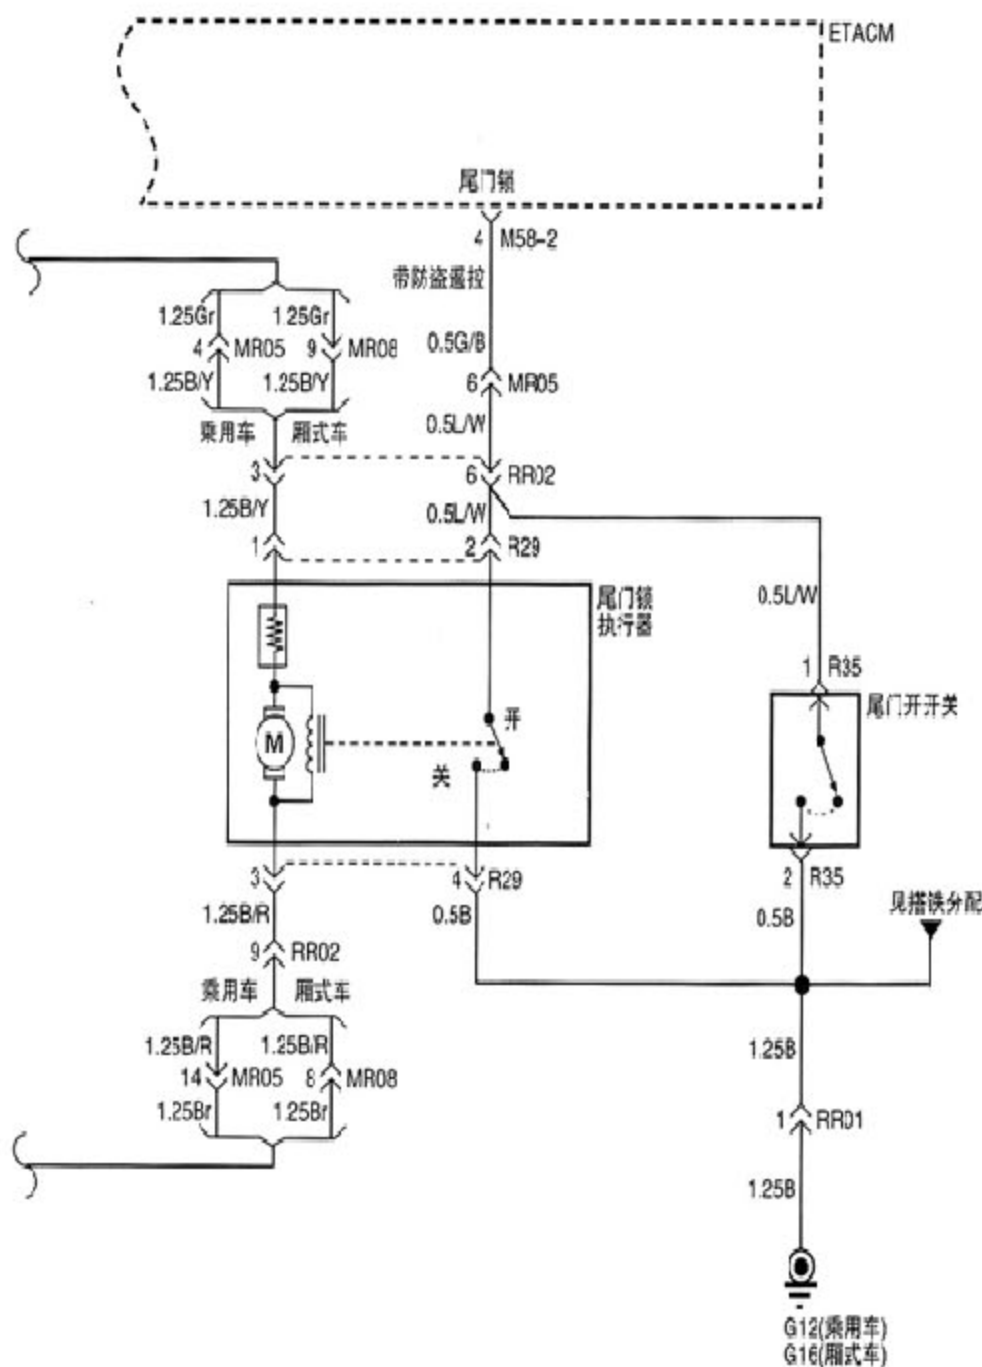 ETACM
尾门锁
4 M58-2
带防盗遥控
1.25Gr 1.25Gr
4 MR05 9 MR08
0.5G/B
1.25B/Y 1.25B/Y
6 MR05
乘用车 厢式车
0.5L/W
3 6 RR02
1.25B/Y 0.5L/W
1 2 R29
尾门锁
执行器
0.5L/W
1 R35
尾门开开关
开
M
关
3 4 R29
2 R35
1.25B/R 0.5B 0.5B
见搭铁分配
9 RR02
乘用车 厢式车
1.25B/R 1.25B/R
1.25B
14 MR05 8 MR08
1.25Br 1.25Br
1 RR01
1.25B
G12(乘用车)
G16(厢式车)